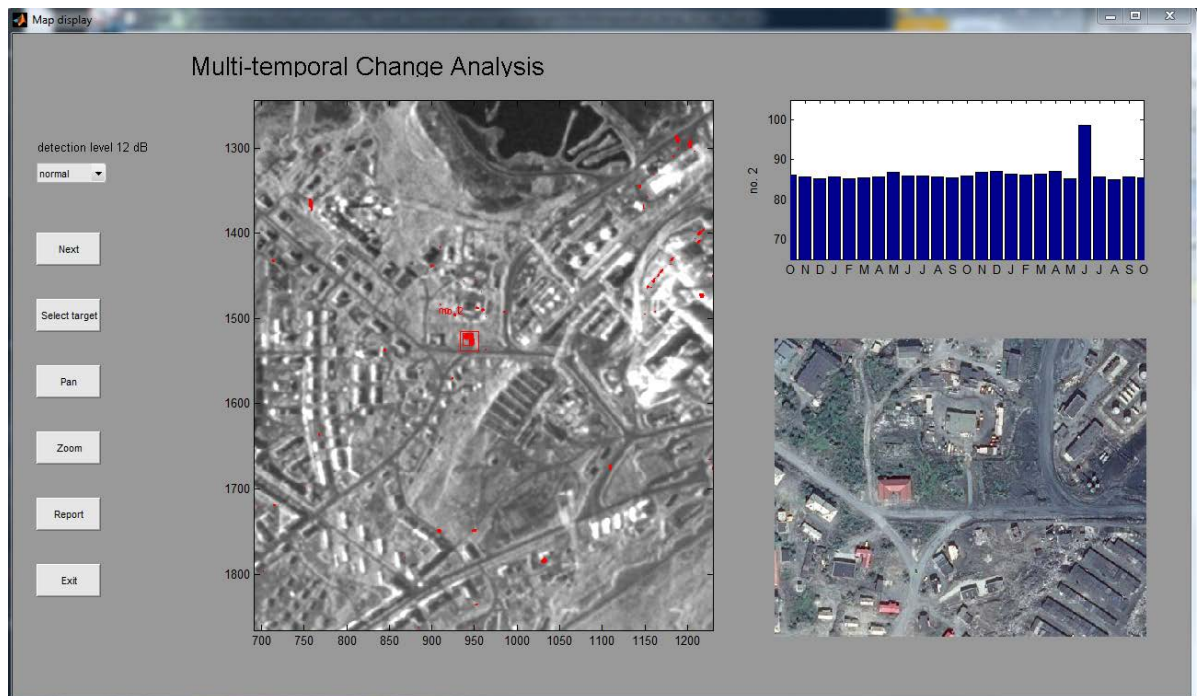 Map display
Multi-temporal Change Analysis
detection level 12 dB
normal
Next
Select target
Pan
Zoom
Report
Exit
1300
1400
1500
1600
1700
1800
700 750 800 850 900 950 1000 1050 1100 1150 1200
100
90
80
70
no. 2
O N D J F M A M J J A S O N D J F M A M J J A S O